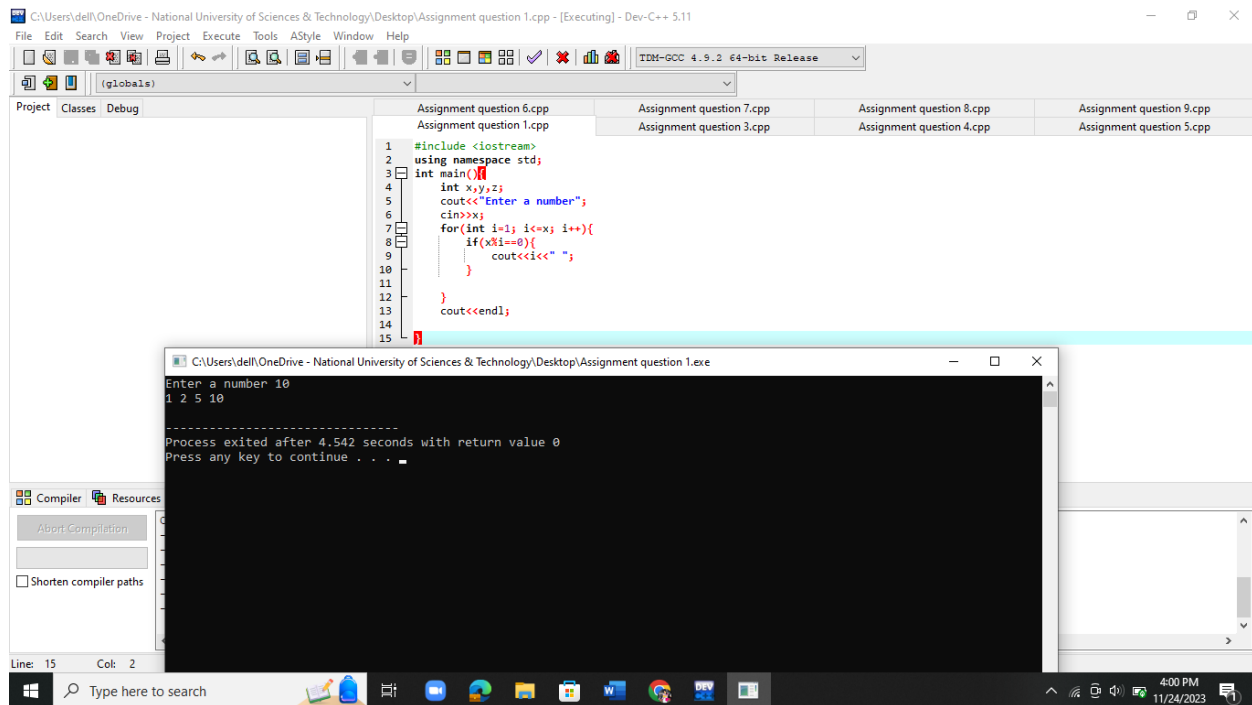 C:\Users\dell\OneDrive - National University of Sciences & Technology\Desktop\Assignment question 1.cpp - [Executing] - Dev-C++ 5.11
File Edit Search View Project Execute Tools AStyle Window Help
TDM-GCC 4.9.2 64-bit Release
(globals)
Project Classes Debug
Assignment question 6.cpp Assignment question 7.cpp Assignment question 8.cpp Assignment question 9.cpp
Assignment question 1.cpp Assignment question 3.cpp Assignment question 4.cpp Assignment question 5.cpp
1 #include <iostream>
2 using namespace std;
3 int main(){
4 int x,y,z;
5 cout<<"Enter a number";
6 cin>>x;
7 for(int i=1; i<=x; i++){
8 if(x%i==0){
9 cout<<i<<" ";
10 }
11
12 }
13 cout<<endl;
14
15 }
C:\Users\dell\OneDrive - National University of Sciences & Technology\Desktop\Assignment question 1.exe
Enter a number 10
1 2 5 10
--------------------------------
Process exited after 4.542 seconds with return value 0
Press any key to continue . . .
Compiler Resources
Abort Compilation
Shorten compiler paths
Line: 15 Col: 2
Type here to search
DEV
4:00 PM
11/24/2023